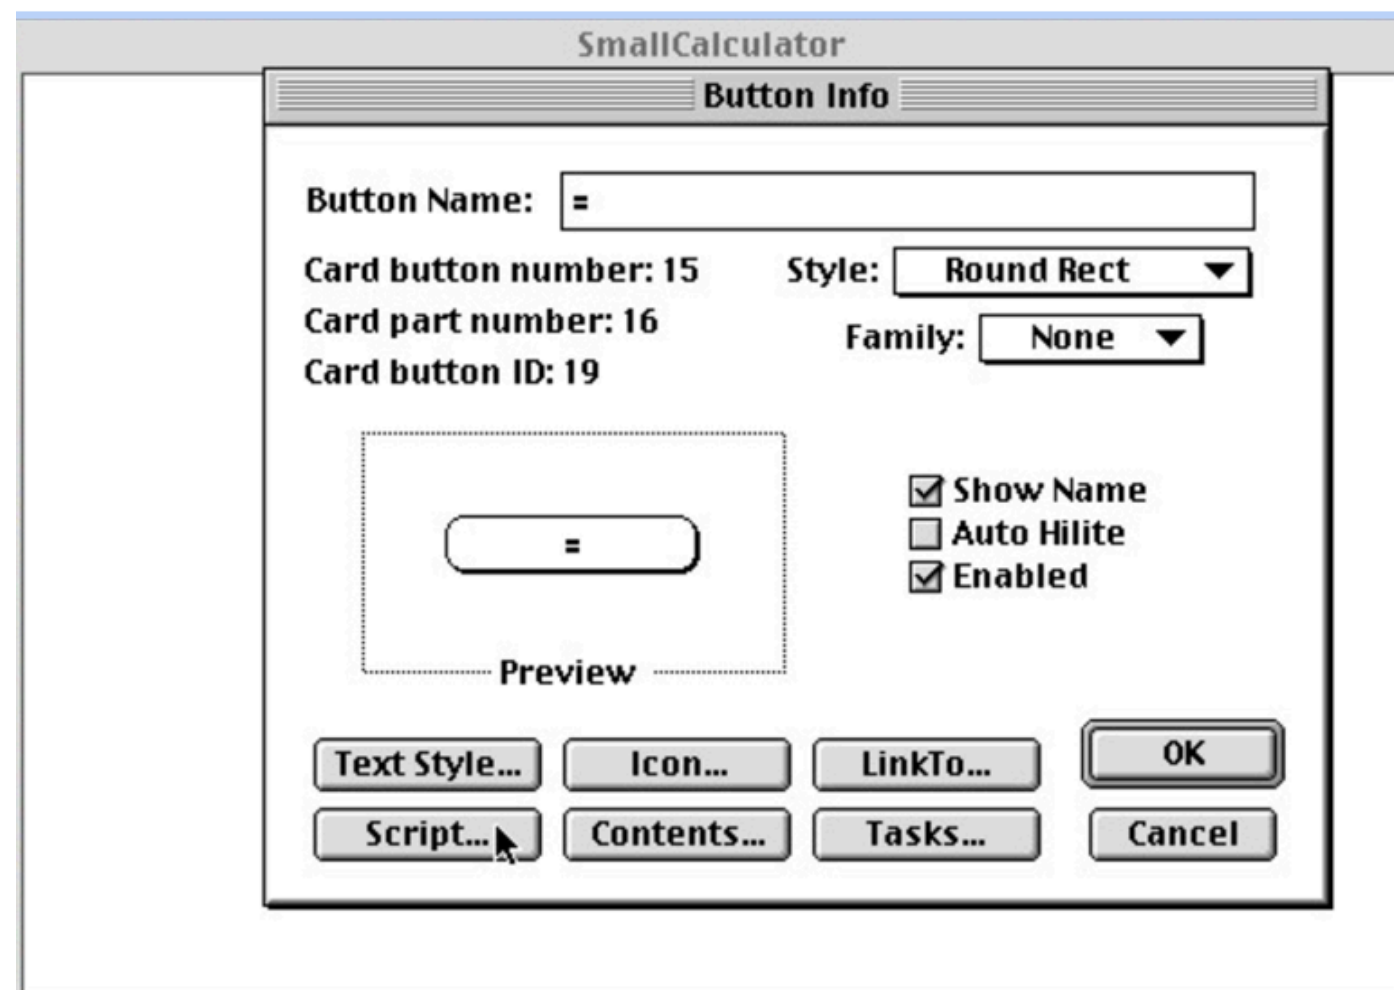 SmallCalculator
Button Info
Button Name: =
Card button number: 15 Style: Round Rect
Card part number: 16 Family: None
Card button ID: 19
Show Name
Auto Hilite
=
Enabled
Preview
Text Style... Icon... LinkTo... OK
Script... Contents... Tasks... Cancel